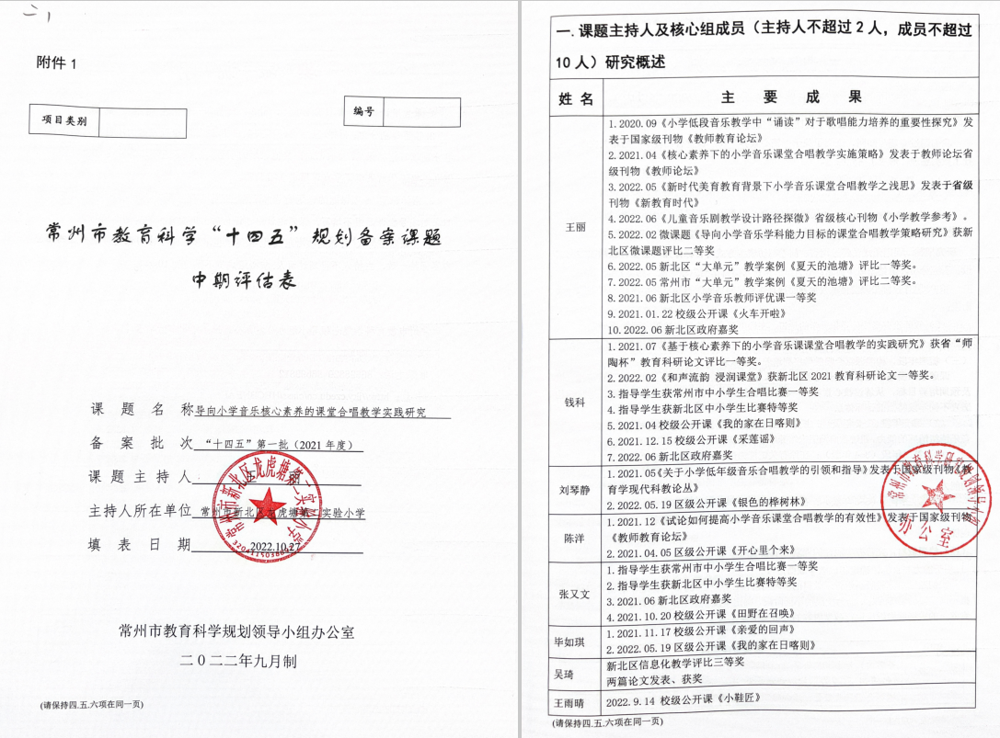 附件 1
项目类别
编号
常州市教育科学“十四五”规划备案课题
中期评估表
课题名称 导向小学音乐核心素养的课堂合唱教学实践研究
备案批次 “十四五”第一批（2021 年度）
课题主持人
主持人所在单位 常州市新北区龙虎塘第二实验小学
填表日期 2022.10.27
常州市教育科学规划领导小组办公室
二〇二二年九月制
(请保持四.五.六项在同一页)
一.课题主持人及核心组成员（主持人不超过 2 人，成员不超过
10 人）研究概述
姓 名 主 要 成 果
王丽
1.2020.09《小学低段音乐教学中“诵读”对于歌唱能力培养的重要性探究》发
表于国家级刊物《教师教育论坛》
2.2021.04《核心素养下的小学音乐课堂合唱教学实施策略》发表于教师论坛省
级刊物《教师论坛》
3.2022.05《新时代美育教育背景下小学音乐课堂合唱教学之浅思》发表于省级
刊物《新教育时代》
4.2022.06《儿童音乐剧教学设计路径探微》省级核心刊物《小学教学参考》。
5.2022.02 微课题《导向小学音乐学科能力目标的课堂合唱教学策略研究》获新
北区微课题评比二等奖
6.2022.05 新北区“大单元”教学案例《夏天的池塘》评比一等奖。
7.2022.05 常州市“大单元”教学案例《夏天的池塘》评比二等奖。
8.2021.06 新北区小学音乐教师评优课一等奖
9.2021.01.22 校级公开课《火车开啦》
10.2022.06 新北区政府嘉奖
钱科
1.2021.07《基于核心素养下的小学音乐课课堂合唱教学的实践研究》获省“师
陶杯”教育科研论文评比一等奖。
2.2022.02《和声流韵 浸润课堂》获新北区 2021 教育科研论文一等奖。
3.指导学生获常州市中小学生合唱比赛一等奖
4.指导学生获新北区中小学生比赛特等奖
5.2021.04 校级公开课《我的家在日喀则》
6.2021.12.15 校级公开课《采莲谣》
7.2022.06 新北区政府嘉奖
刘琴静
1.2021.05《关于小学低年级音乐合唱教学的引领和指导》发表于国家级刊物《教
育学现代科教论丛》
2.2022.05.19 区级公开课《银色的桦树林》
陈洋
1.2021.12《试论如何提高小学音乐课堂合唱教学的有效性》发表于国家级刊物
《教师教育论坛》
2.2021.04.05 区级公开课《开心里个来》
张又文
1.指导学生获常州市中小学生合唱比赛一等奖
2.指导学生获新北区中小学生比赛特等奖
3.2021.06 新北区政府嘉奖
4.2021.10.20 校级公开课《田野在召唤》
毕如琪
1.2021.11.17 校级公开课《亲爱的回声》
2.2022.05.19 区级公开课《我的家在日喀则》
吴琦
新北区信息化教学评比三等奖
两篇论文发表、获奖
王雨晴
2022.9.14 校级公开课《小鞋匠》
(请保持四.五.六项在同一页)
办公室